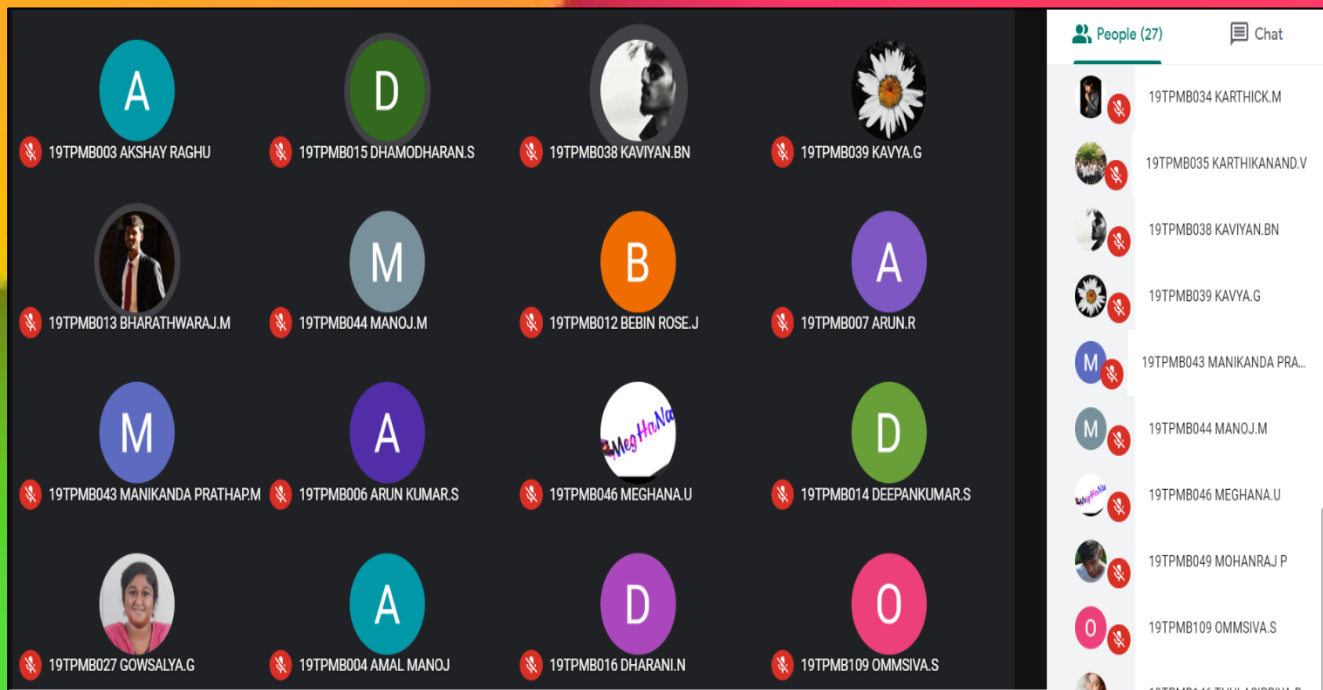 A
D
19TPMB003 AKSHAY RAGHU
19TPMB015 DHAMODHARAN.S
19TPMB038 KAVIYAN.BN
19TPMB039 KAVYA.G
M
B
A
19TPMB013 BHARATHWARAJ.M
19TPMB044 MANOJ.M
19TPMB012 BEBIN ROSE.J
19TPMB007 ARUN.R
M
A
MegHaNa
D
19TPMB043 MANIKANDA PRATHAP.M
19TPMB006 ARUN KUMAR.S
19TPMB046 MEGHANA.U
19TPMB014 DEEPANKUMAR.S
A
D
O
19TPMB027 GOWSALYA.G
19TPMB004 AMAL MANOJ
19TPMB016 DHARANI.N
19TPMB109 OMMSIVA.S
People (27)
Chat
19TPMB034 KARTHICK.M
19TPMB035 KARTHIKANAND.V
19TPMB038 KAVIYAN.BN
19TPMB039 KAVYA.G
M
19TPMB043 MANIKANDA PRA...
M
19TPMB044 MANOJ.M
MegHaNa
19TPMB046 MEGHANA.U
19TPMB049 MOHANRAJ P
O
19TPMB109 OMMSIVA.S